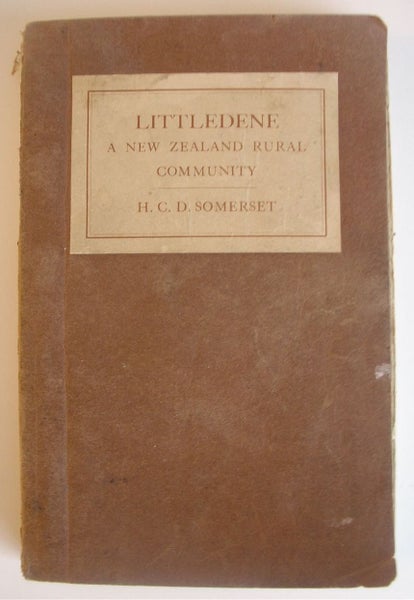 LITTLEDENE
A NEW ZEALAND RURAL
COMMUNITY
H. C. D. SOMERSET